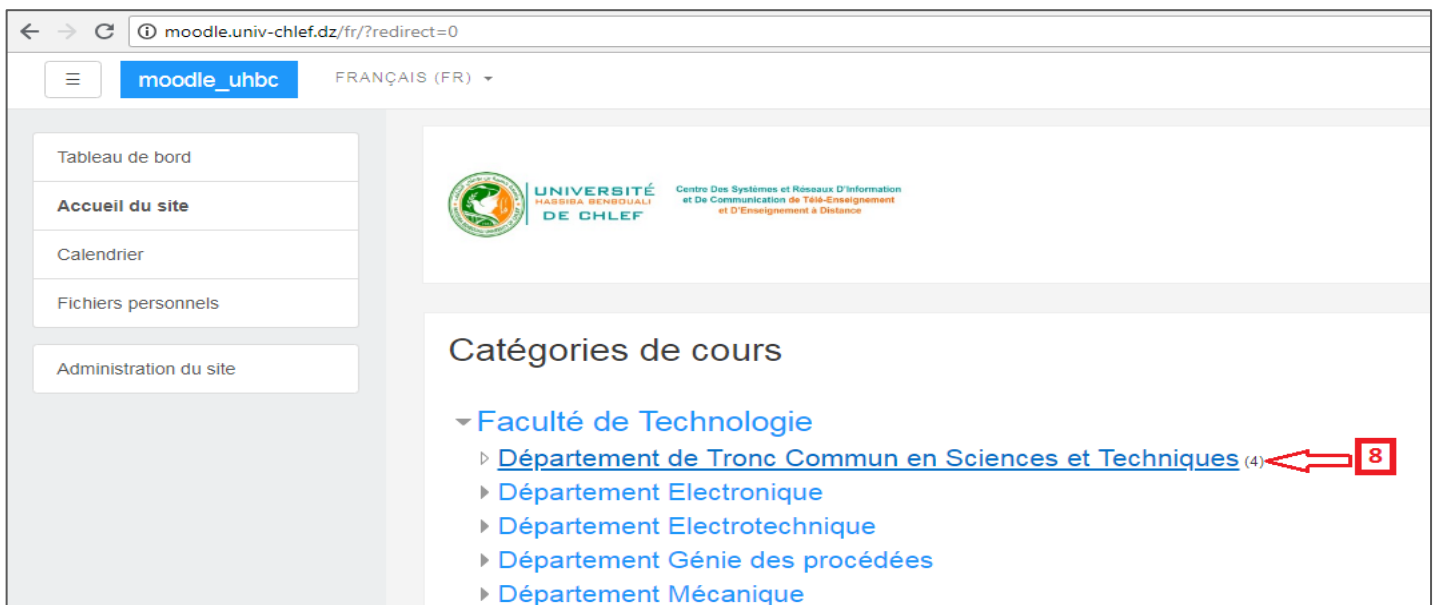 moodle.univ-chlef.dz/fr/?redirect=0
moodle_uhbc FRANÇAIS (FR)
Tableau de bord
Accueil du site
Calendrier
Fichiers personnels
Administration du site
UNIVERSITÉ
HASSIBA BENBOUALI
DE CHLEF
Centre Des Systèmes et Réseaux D'Information
et De Communication de Télé-Enseignement
et D'Enseignement à Distance
Catégories de cours
Faculté de Technologie
Département de Tronc Commun en Sciences et Techniques (4) 8
Département Electronique
Département Electrotechnique
Département Génie des procédées
Département Mécanique